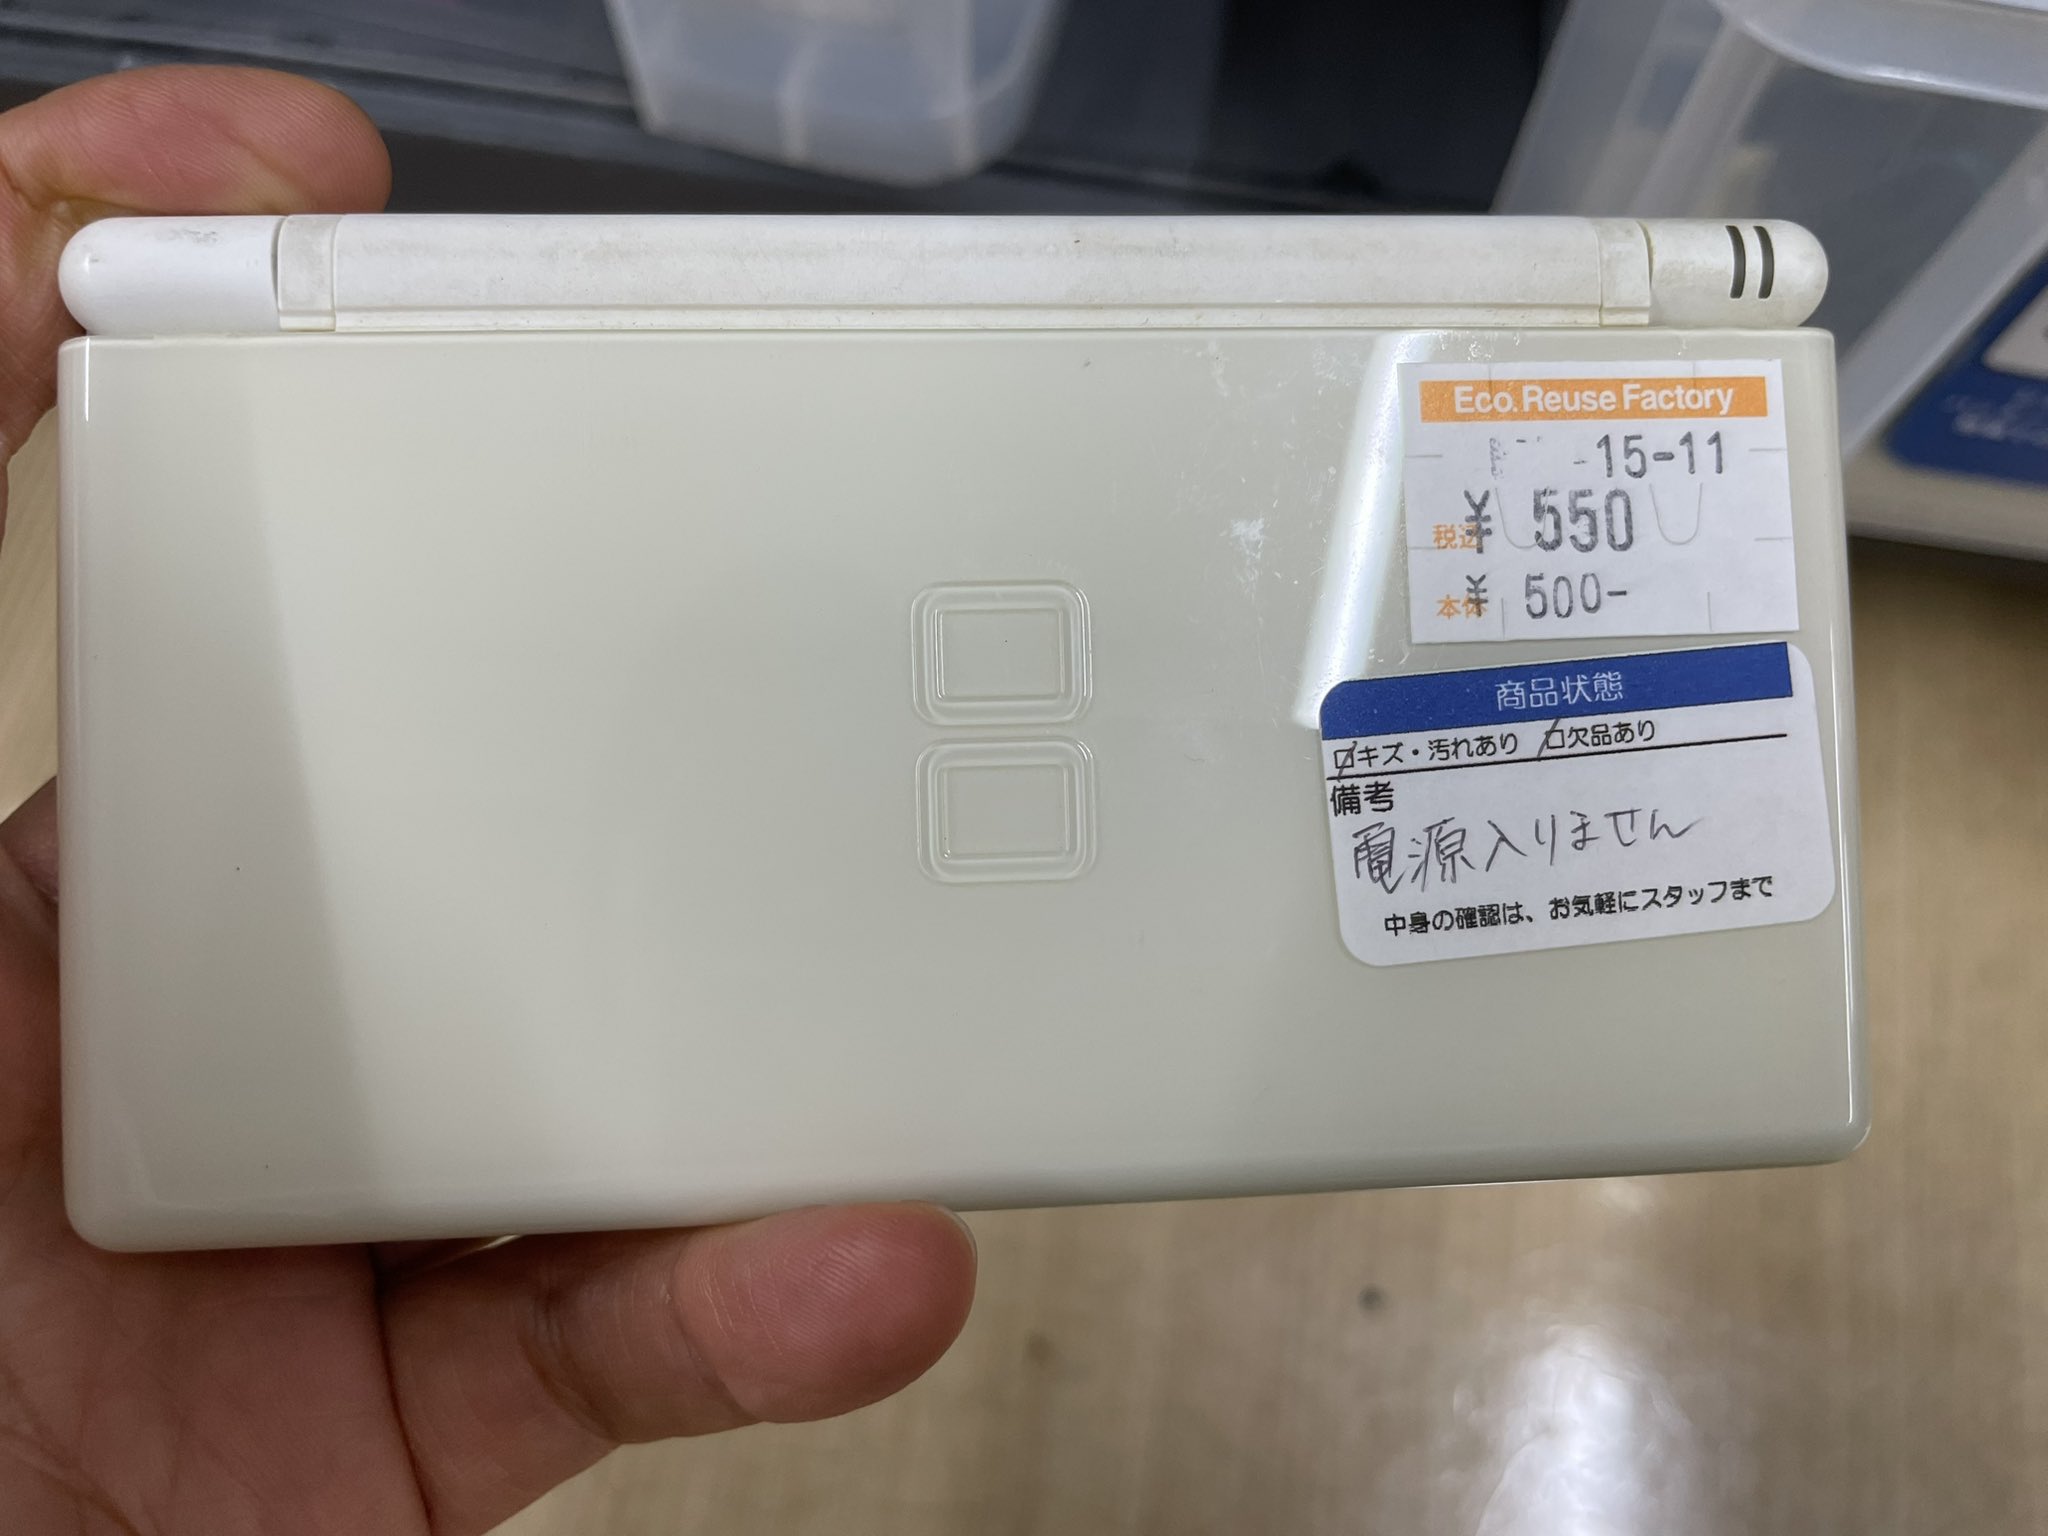 Eco.Reuse Factory
-15-11
税込 ¥ 550
本体 ¥ 500-
商品状態
☑キズ・汚れあり ☑欠品あり
備考
電源入りません
中身の確認は、お気軽にスタッフまで